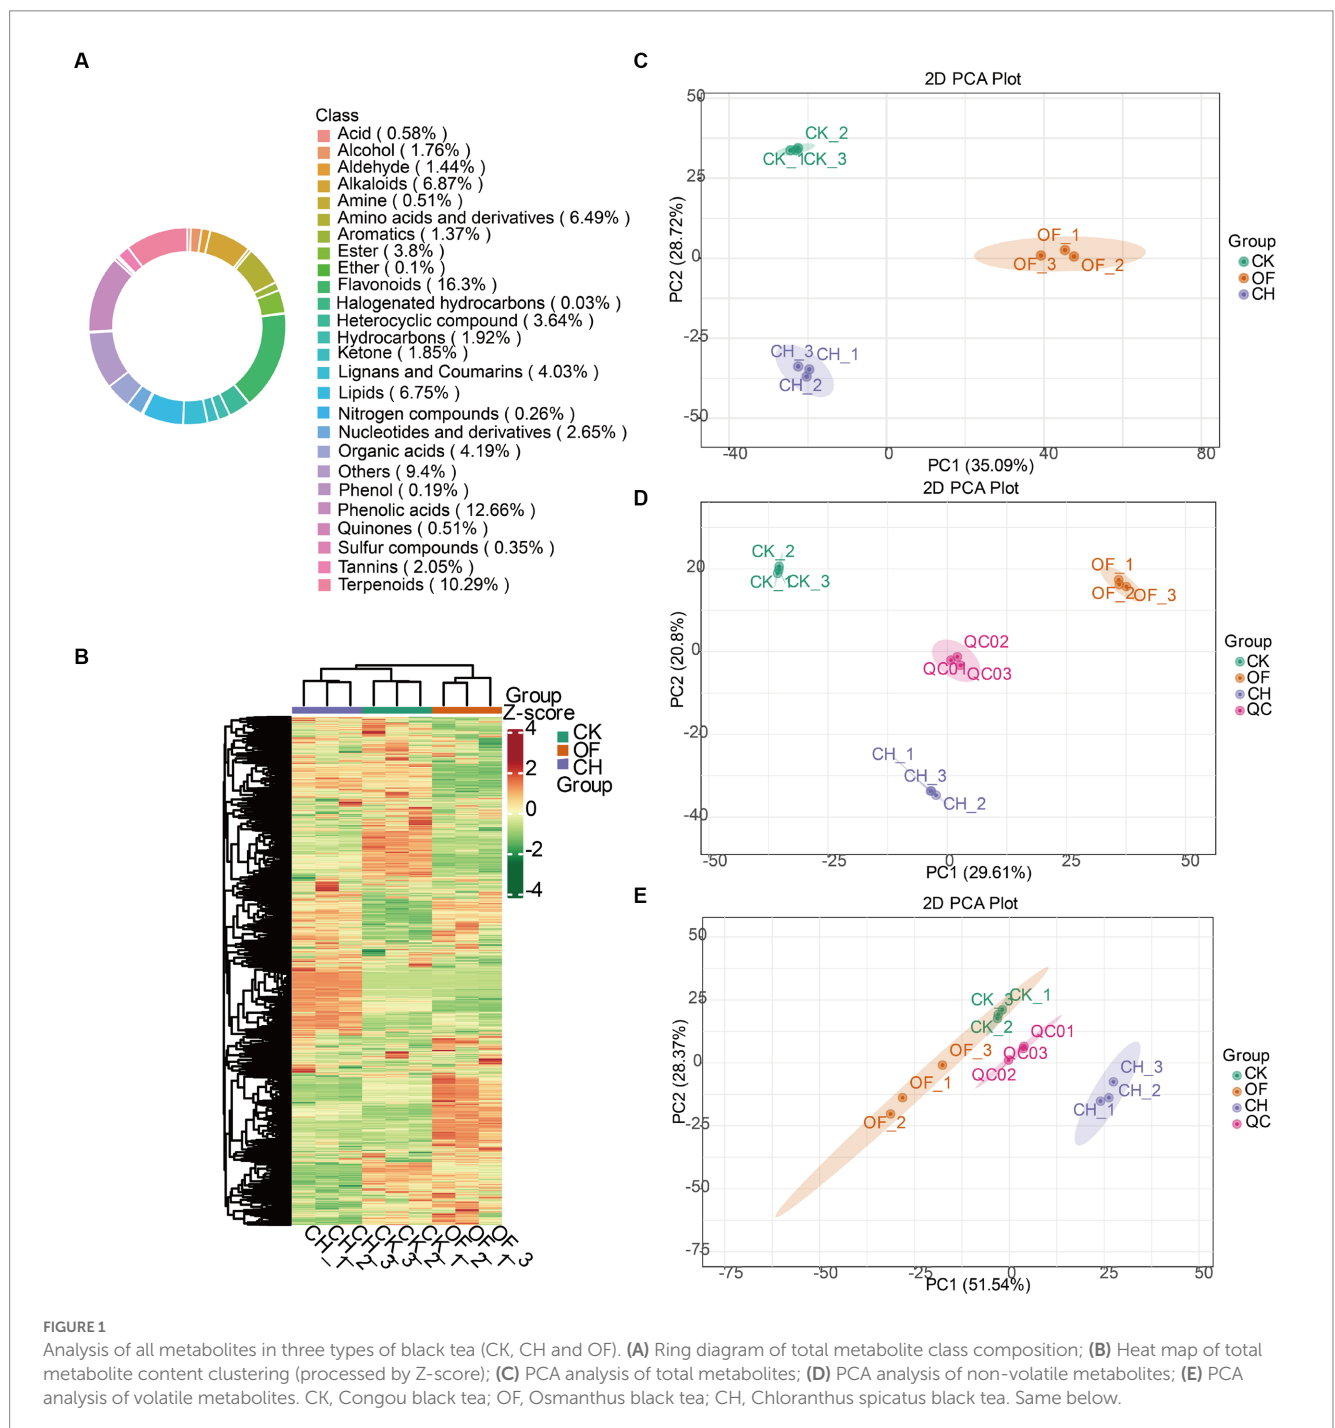 A
Class
Acid ( 0.58% )
Alcohol ( 1.76% )
Aldehyde ( 1.44% )
Alkaloids ( 6.87% )
Amine ( 0.51% )
Amino acids and derivatives ( 6.49% )
Aromatics ( 1.37% )
Ester ( 3.8% )
Ether ( 0.1% )
Flavonoids ( 16.3% )
Halogenated hydrocarbons ( 0.03% )
Heterocyclic compound ( 3.64% )
Hydrocarbons ( 1.92% )
Ketone ( 1.85% )
Lignans and Coumarins ( 4.03% )
Lipids ( 6.75% )
Nitrogen compounds ( 0.26% )
Nucleotides and derivatives ( 2.65% )
Organic acids ( 4.19% )
Others ( 9.4% )
Phenol ( 0.19% )
Phenolic acids ( 12.66% )
Quinones ( 0.51% )
Sulfur compounds ( 0.35% )
Tannins ( 2.05% )
Terpenoids ( 10.29% )
B
Group
Z-score
4
2
0
-2
-4
CK
OF
CH
Group
CH_1
CH_2
CH_3
CK_3
CK_2
CK_1
OF_2
OF_1
OF_3
C
2D PCA Plot
PC2 (28.72%)
50
25
0
-25
-50
CK_2
CK_1
CK_3
OF_1
OF_3
OF_2
CH_3
CH_1
CH_2
-40
0
40
80
PC1 (35.09%)
Group
CK
OF
CH
D
2D PCA Plot
PC2 (20.8%)
20
0
-20
-40
CK_2
CK_1
CK_3
OF_1
OF_2
OF_3
QC02
QC01
QC03
CH_1
CH_3
CH_2
-50
-25
0
25
50
PC1 (29.61%)
Group
CK
OF
CH
QC
E
2D PCA Plot
PC2 (28.37%)
50
25
0
-25
-50
-75
CK_3
CK_1
CK_2
QC01
QC03
QC02
OF_3
OF_1
OF_2
CH_3
CH_2
CH_1
-75
-50
-25
0
25
50
PC1 (51.54%)
Group
CK
OF
CH
QC
FIGURE 1
Analysis of all metabolites in three types of black tea (CK, CH and OF). (A) Ring diagram of total metabolite class composition; (B) Heat map of total
metabolite content clustering (processed by Z-score); (C) PCA analysis of total metabolites; (D) PCA analysis of non-volatile metabolites; (E) PCA
analysis of volatile metabolites. CK, Congou black tea; OF, Osmanthus black tea; CH, Chloranthus spicatus black tea. Same below.